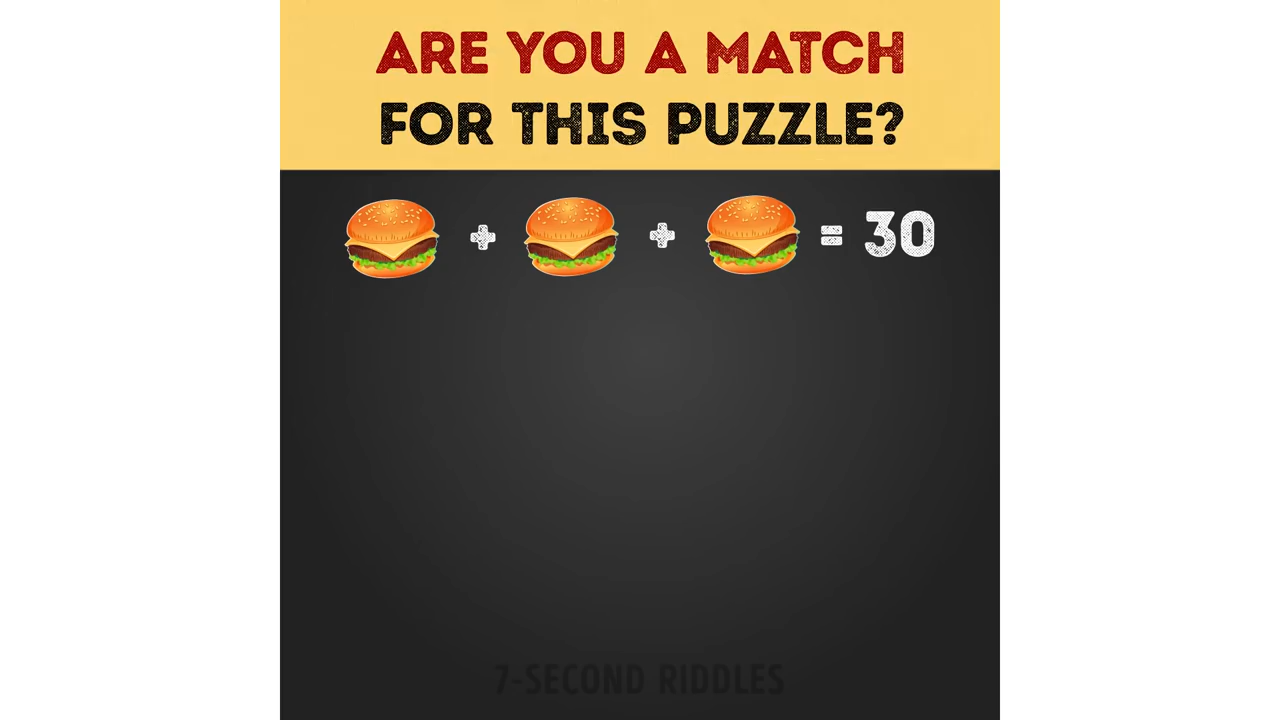 ARE YOU A MATCH
FOR THIS PUZZLE?
+ + = 30
7-SECOND RIDDLES